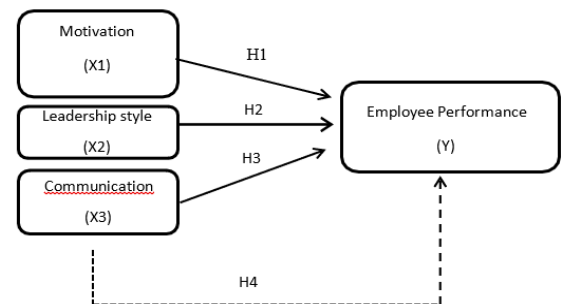 Motivation
(X1)
H1
Leadership style
(X2)
H2
Employee Performance
(Y)
H3
Communication
(X3)
H4